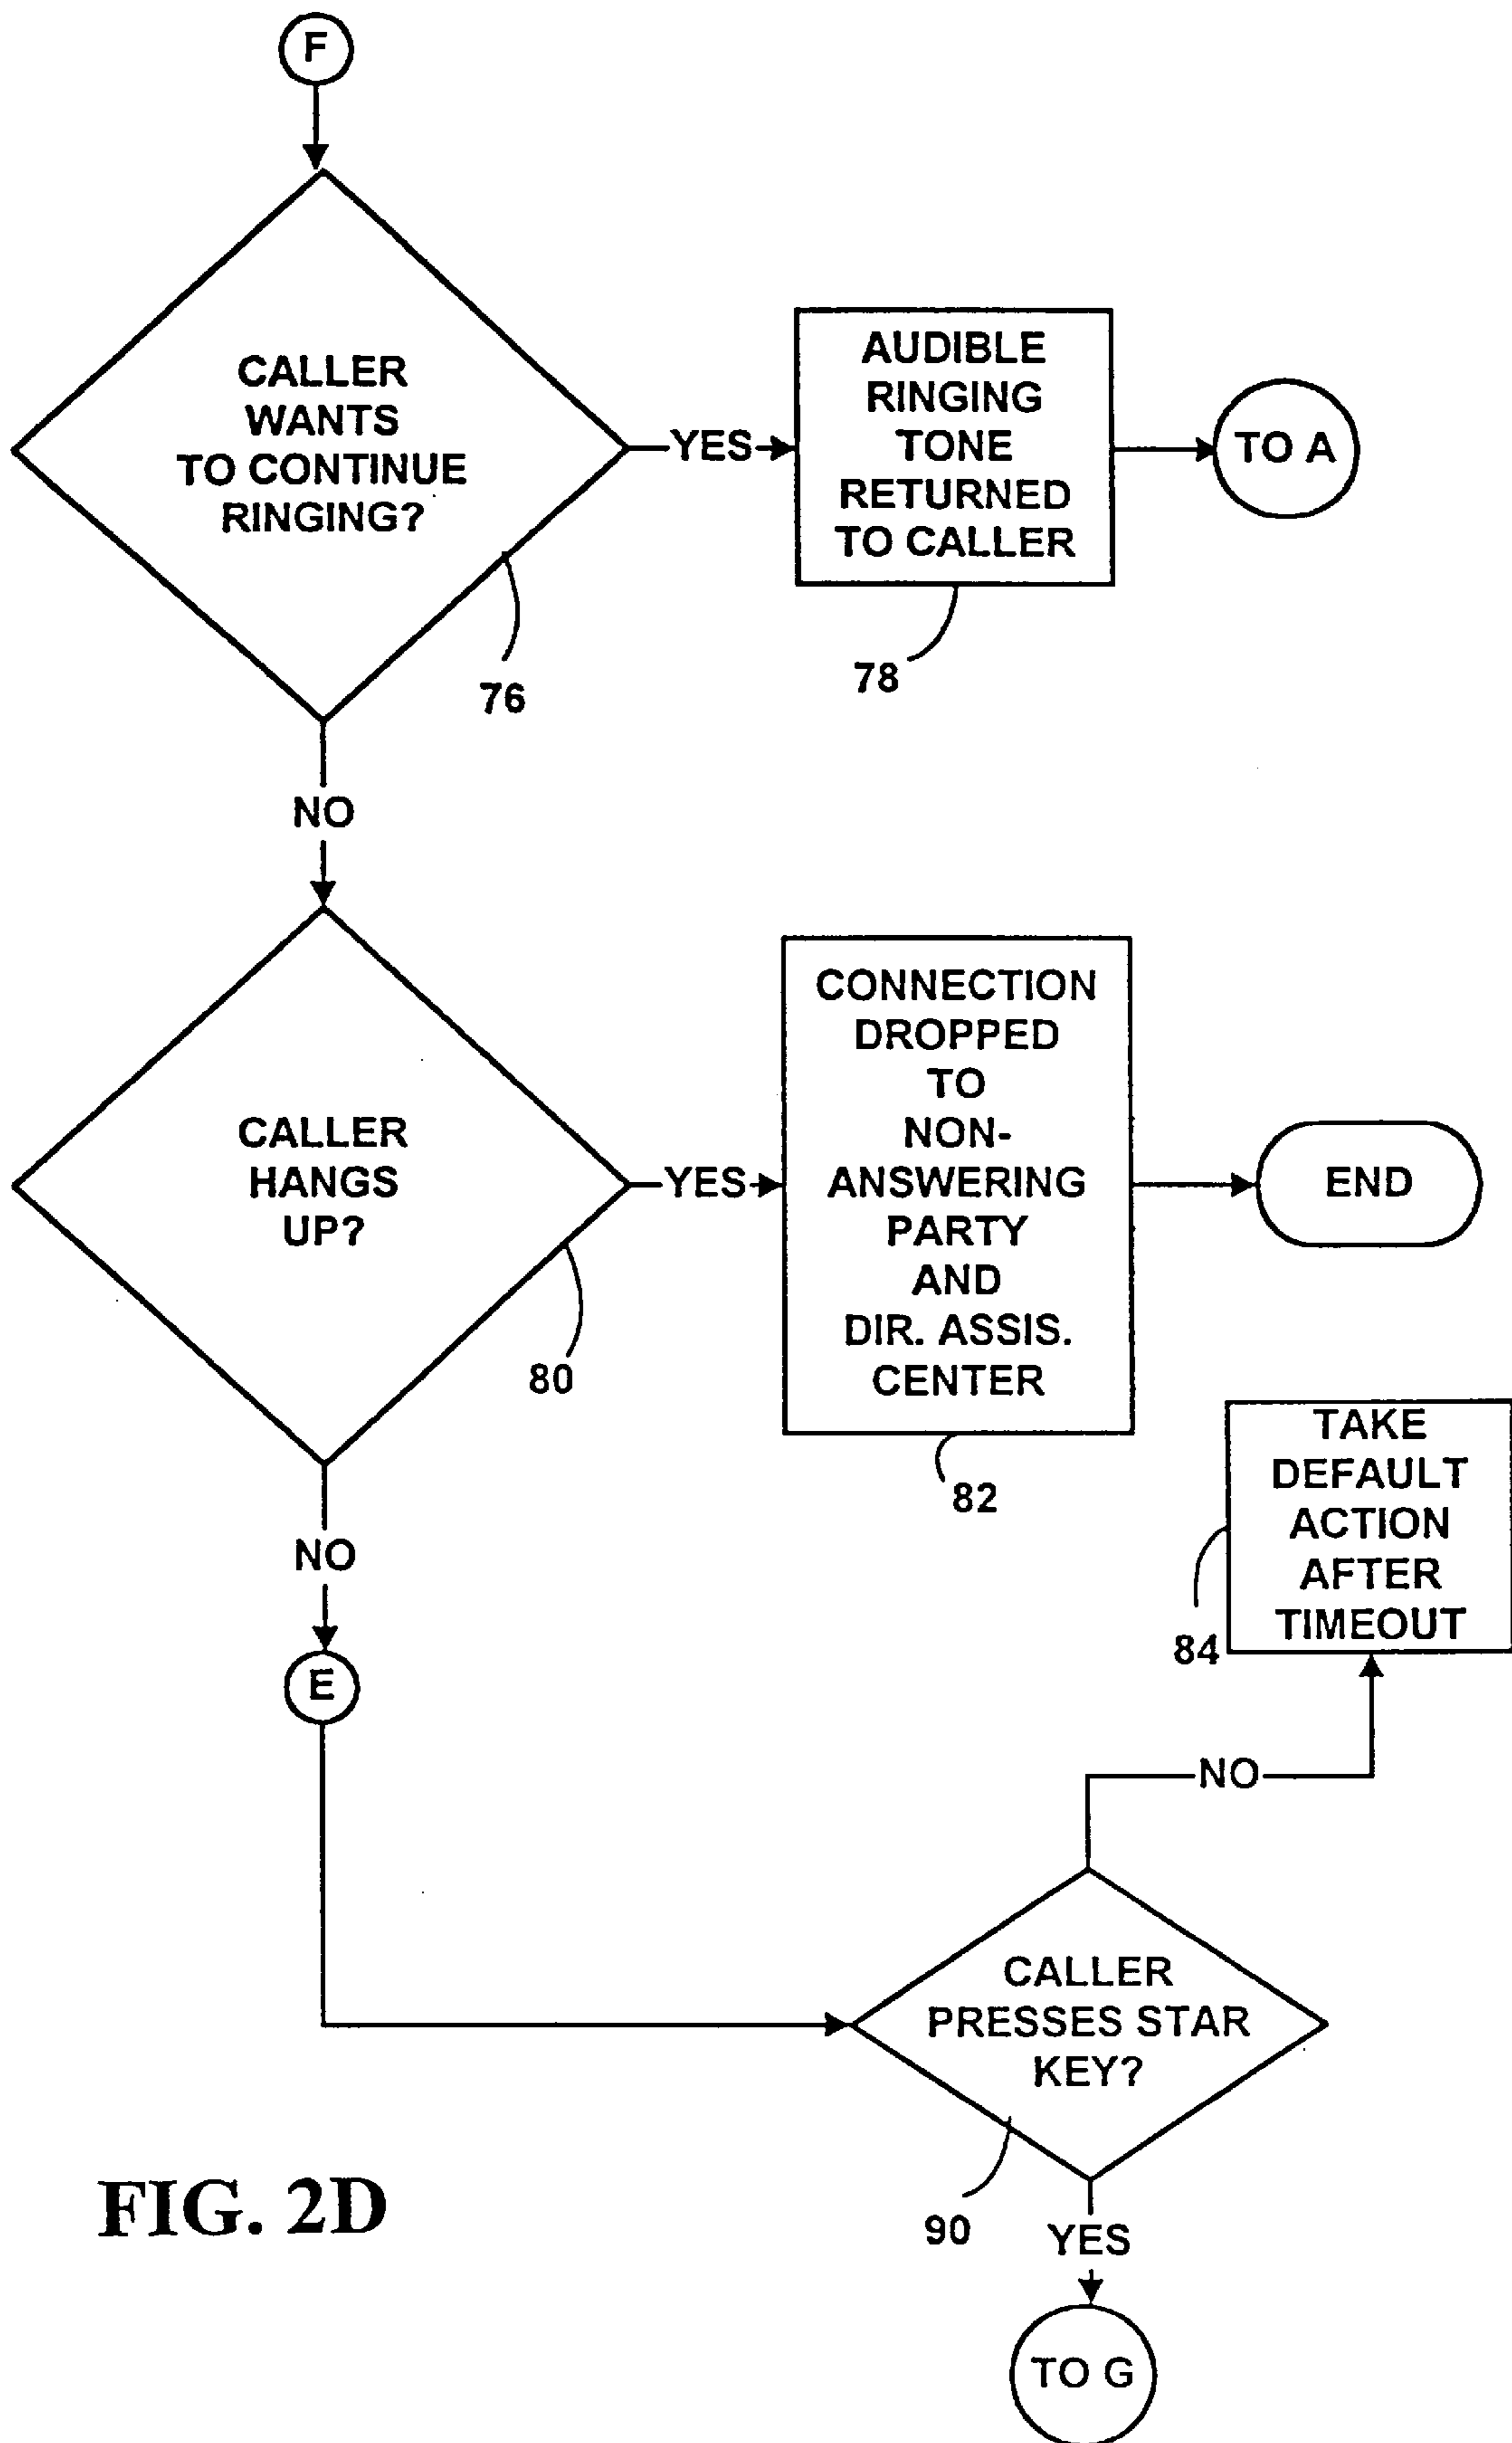 F
CALLER
WANTS
TO CONTINUE
RINGING?
YES
AUDIBLE
RINGING
TONE
RETURNED
TO CALLER
TO A
76
78
NO
CALLER
HANGS
UP?
YES
CONNECTION
DROPPED
TO
NON-
ANSWERING
PARTY
AND
DIR. ASSIS.
CENTER
END
80
82
NO
E
TAKE
DEFAULT
ACTION
AFTER
TIMEOUT
84
NO
CALLER
PRESSES STAR
KEY?
90
YES
TO G
FIG. 2D